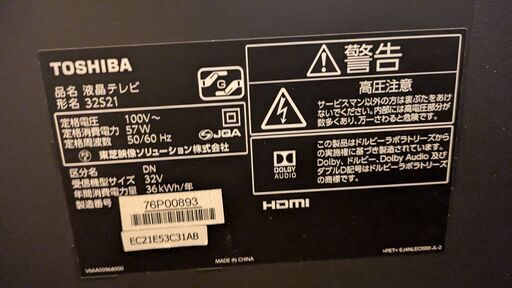 TOSHIBA
品名 液晶テレビ
形名 32S21
定格電圧 100V~
定格消費電力 57W
定格周波数 50/60 Hz
JQA
東芝映像ソリューション株式会社
区分名 DN
受信機型サイズ 32V
年間消費電力量 36kWh/年
製造番号
76P00893
EC21E53C31AB
V66A00968000
MADE IN CHINA
警告
高圧注意
サービスマン以外の方は裏ぶたをあけ
ないでください。内部には高電圧部分が
数多くあり、万一さわると危険です。
DOLBY
AUDIO
この製品はドルビーラボラトリーズから
の実施権に基づき製造されています。
Dolby、ドルビー、Dolby Audio 及び
ダブルD記号はドルビーラボラトリーズ
の商標です。
HDMI
>PET< EJ4NLEC000X-JL-2